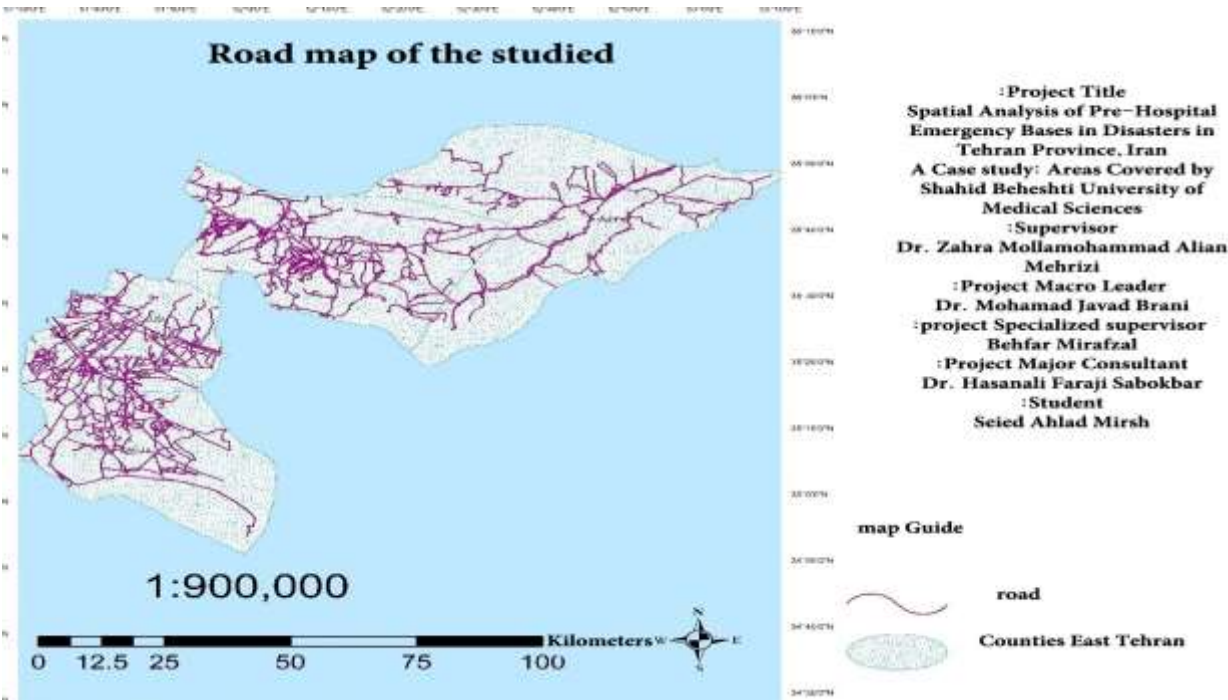 Road map of the studied
:Project Title
Spatial Analysis of Pre-Hospital
Emergency Bases in Disasters in
Tehran Province, Iran
A Case study: Areas Covered by
Shahid Beheshti University of
Medical Sciences
:Supervisor
Dr. Zahra Mollamohammad Alian
Mehrizi
:Project Macro Leader
Dr. Mohamad Javad Brani
:project Specialized supervisor
Behfar Mirafzal
:Project Major Consultant
Dr. Hasanali Faraji Sabokbar
:Student
Seied Ahlad Mirsh
map Guide
road
Counties East Tehran
1:900,000
Kilometers
0 12.5 25 50 75 100
N
W E
S